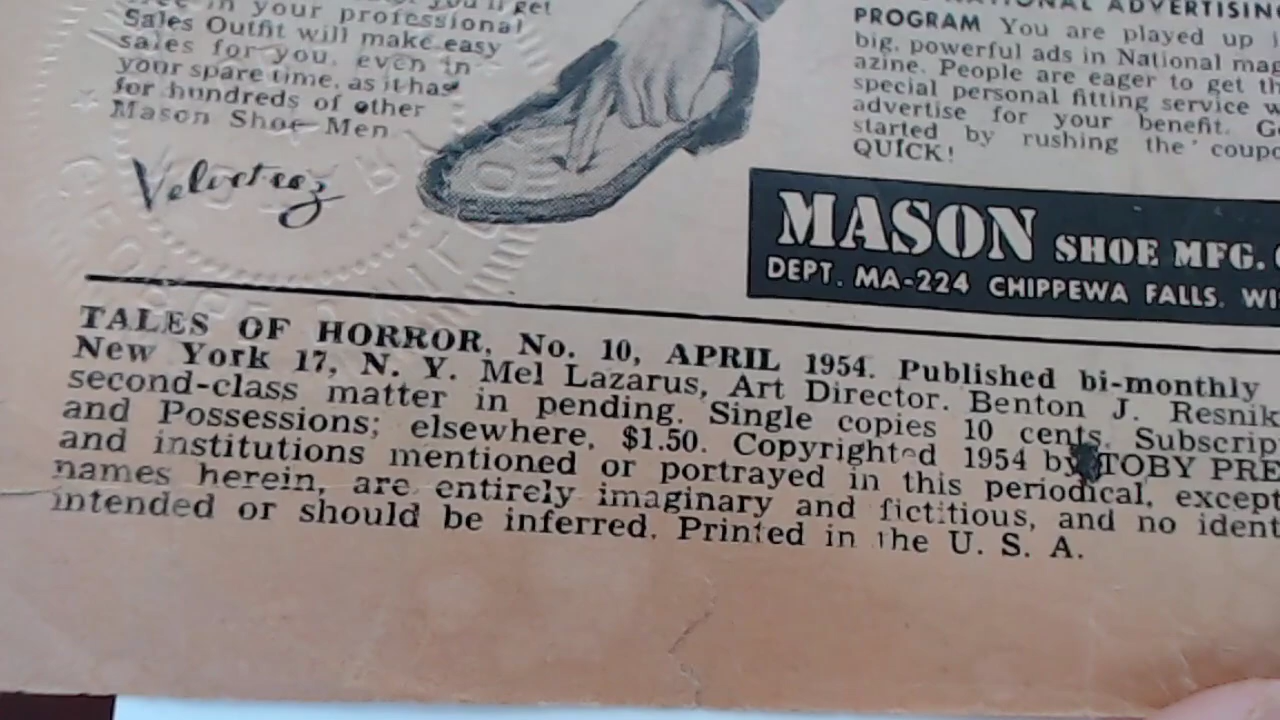 in your professional
Sales Outfit will make easy
sales for you, even in
your spare time, as it has
for hundreds of other
Mason Shoe Men
Velveteez
ADVERTISING
PROGRAM You are played up
big, powerful ads in National mag
azine. People are eager to get
special personal fitting service
advertise for your benefit.
started by rushing the coupo
QUICK!
MASON SHOE MFG.
DEPT. MA-224 CHIPPEWA FALLS, WI
TALES OF HORROR, No. 10, APRIL 1954. Published bi-monthly
New York 17, N. Y. Mel Lazarus, Art Director. Benton J. Resnik
second-class matter in pending. Single copies 10 cents. Subscrip
and Possessions; elsewhere, $1.50. Copyrighted 1954 by TOBY PRE
and institutions mentioned or portrayed in this periodical, except
names herein, are entirely imaginary and fictitious, and no ident
intended or should be inferred. Printed in the U. S. A.